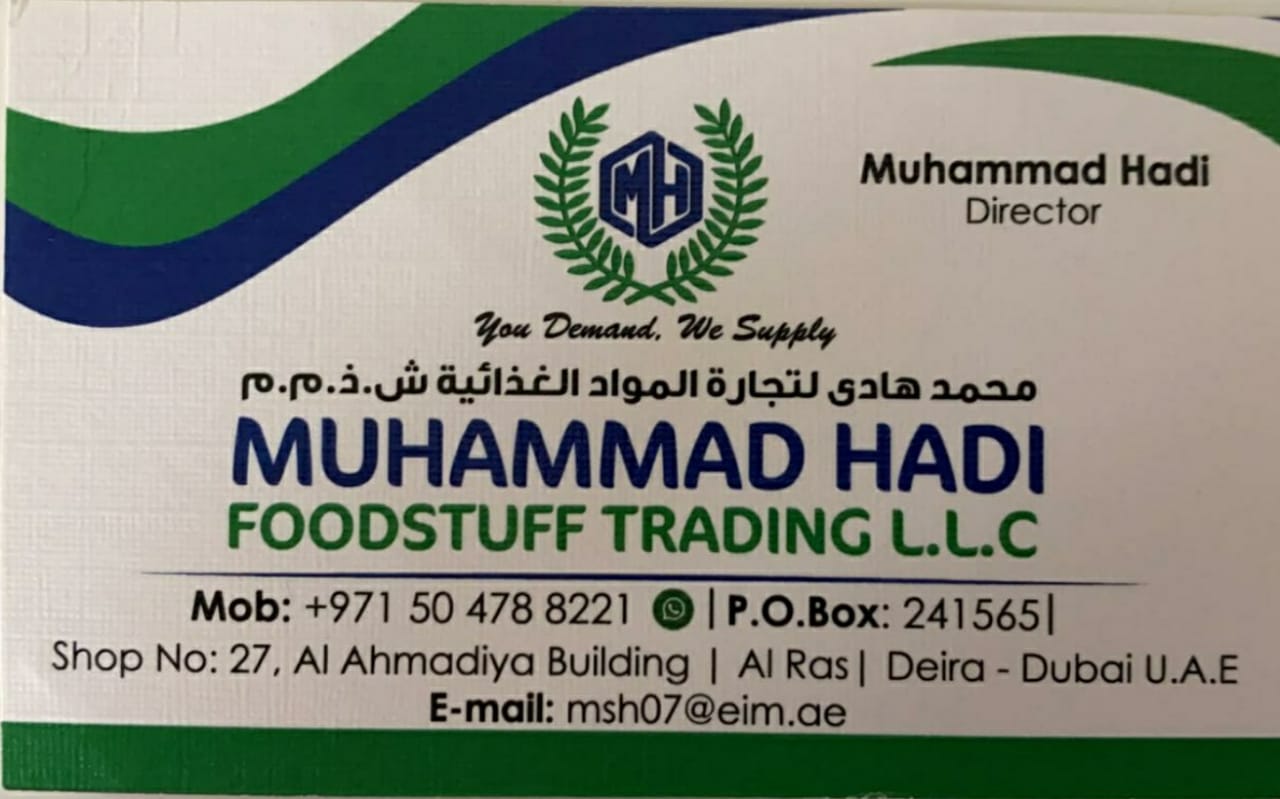 MH
Muhammad Hadi
Director
You Demand, We Supply
محمد هادى لتجارة المواد الغذائية ش.ذ.م.م
MUHAMMAD HADI
FOODSTUFF TRADING L.L.C
Mob: +971 50 478 8221 | P.O.Box: 241565|
Shop No: 27, Al Ahmadiya Building | Al Ras| Deira - Dubai U.A.E
E-mail: msh07@eim.ae